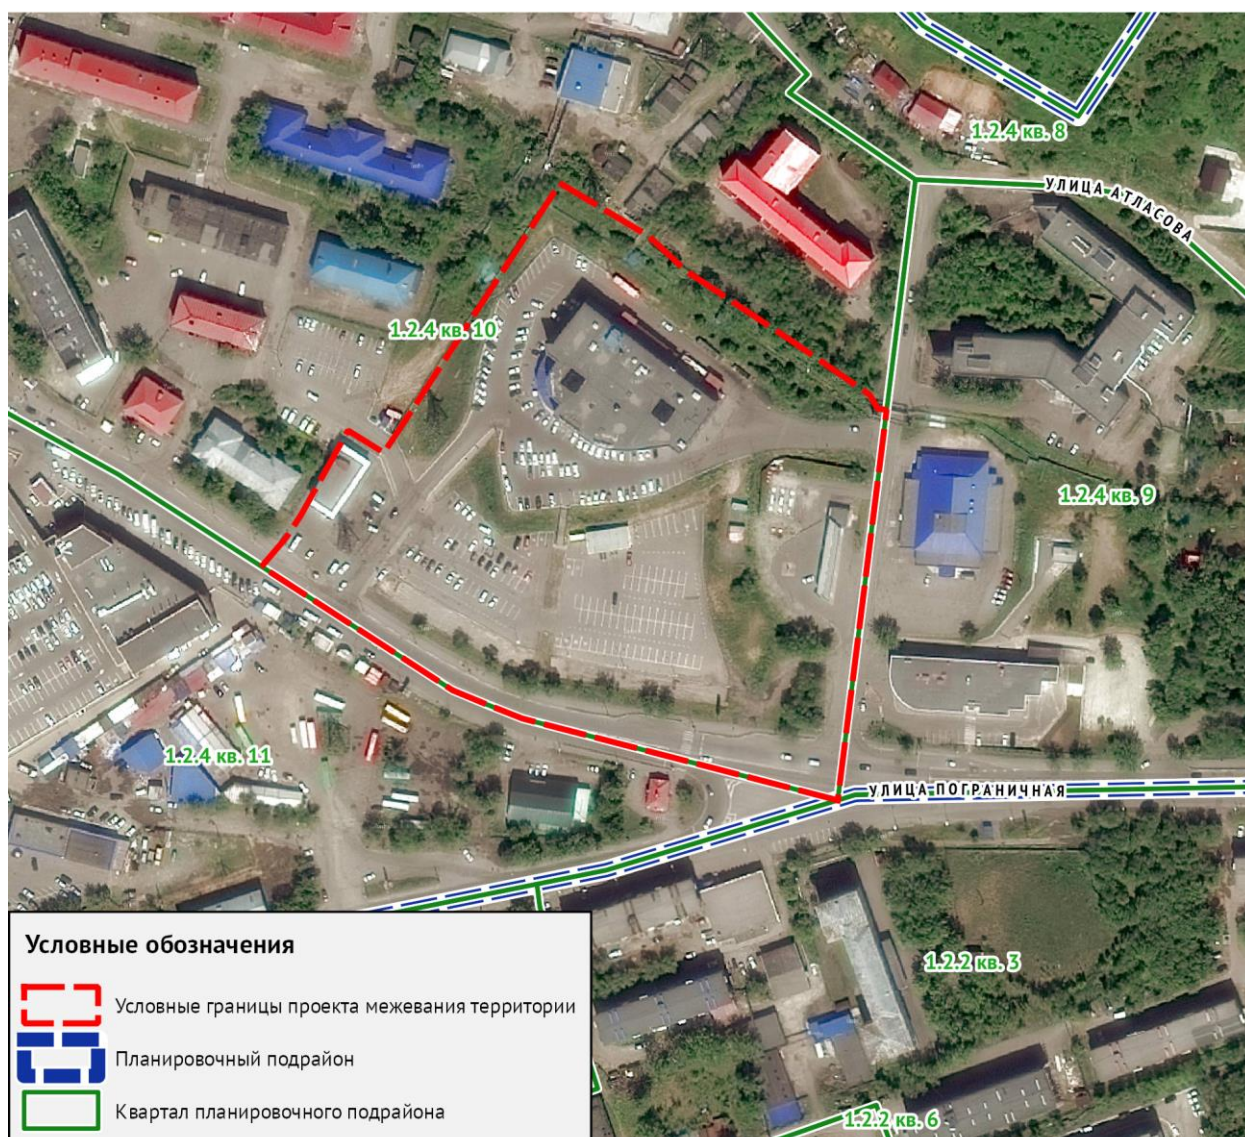 1.2.4 кв. 8
УЛИЦА АТЛАСОВА
1.2.4 кв. 10
1.2.4 кв. 9
1.2.4 кв. 11
УЛИЦА ПОГРАНИЧНАЯ
1.2.2 кв. 3
1.2.2 кв. 6
Условные обозначения
Условные границы проекта межевания территории
Планировочный подрайон
Квартал планировочного подрайона